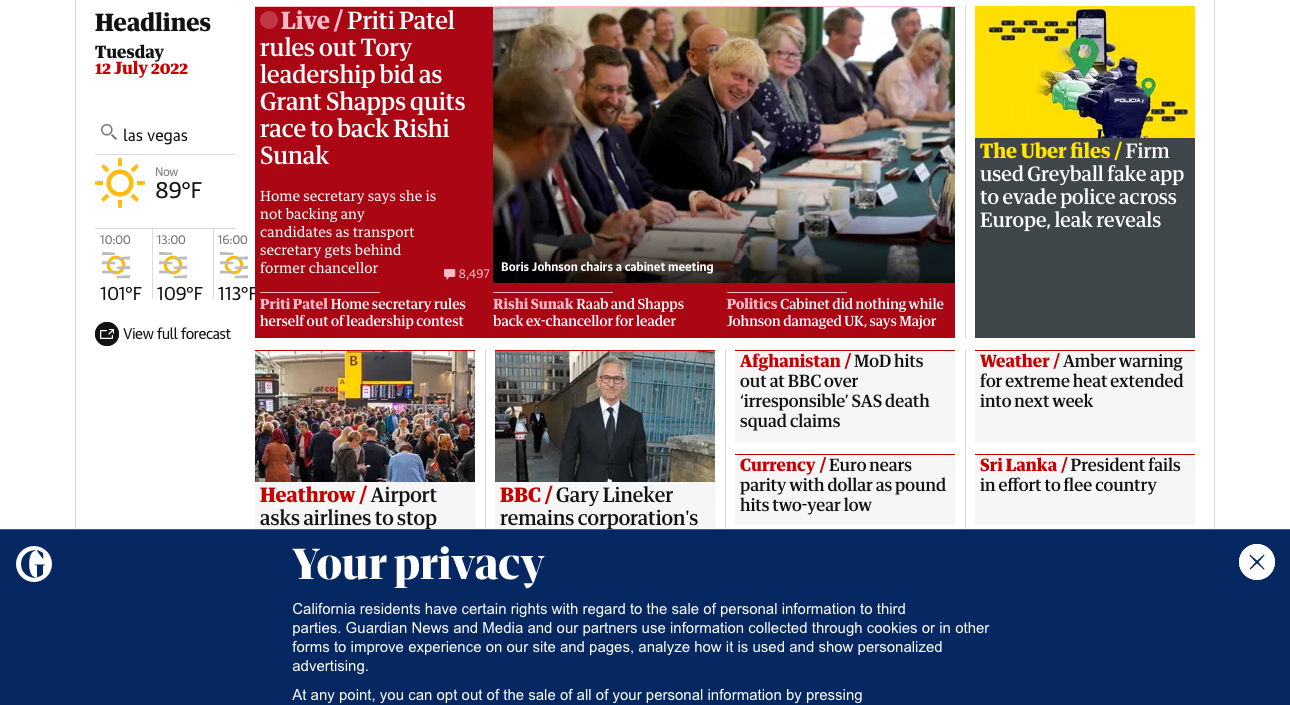 Headlines
Tuesday
12 July 2022
las vegas
Now
89°F
10:00
13:00
16:00
101°F
109°F
113°F
View full forecast
Live / Priti Patel
rules out Tory
leadership bid as
Grant Shapps quits
race to back Rishi
Sunak
Home secretary says she is
not backing any
candidates as transport
secretary gets behind
former chancellor
8,497
Boris Johnson chairs a cabinet meeting
Priti Patel Home secretary rules
herself out of leadership contest
Rishi Sunak Raab and Shapps
back ex-chancellor for leader
Politics Cabinet did nothing while
Johnson damaged UK, says Major
POLICIA
The Uber files / Firm
used Greyball fake app
to evade police across
Europe, leak reveals
B
A
Heathrow / Airport
asks airlines to stop
BBC / Gary Lineker
remains corporation's
Afghanistan / MoD hits
out at BBC over
‘irresponsible’ SAS death
squad claims
Currency / Euro nears
parity with dollar as pound
hits two-year low
Weather / Amber warning
for extreme heat extended
into next week
Sri Lanka / President fails
in effort to flee country
G
Your privacy
California residents have certain rights with regard to the sale of personal information to third
parties. Guardian News and Media and our partners use information collected through cookies or in other
forms to improve experience on our site and pages, analyze how it is used and show personalized
advertising.
At any point, you can opt out of the sale of all of your personal information by pressing